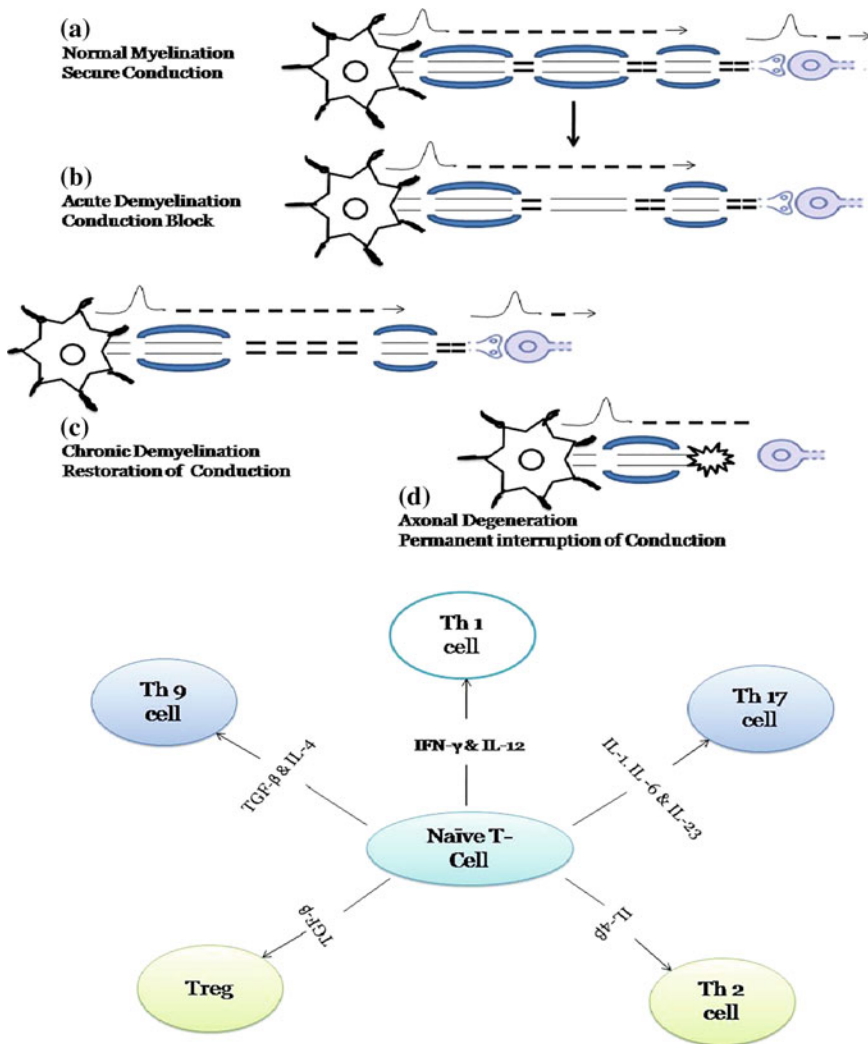 (a)
Normal Myelination
Secure Conduction
(b)
Acute Demyelination
Conduction Block
(c)
Chronic Demyelination
Restoration of Conduction
(d)
Axonal Degeneration
Permanent interruption of Conduction
Th 1
cell
Th 9
cell
Th 17
cell
IFN-γ & IL-12
TGF-β & IL-4
IL-1. IL-6 & IL-23
Naïve T-
Cell
TGF-β
IL-4β
Treg
Th 2
cell